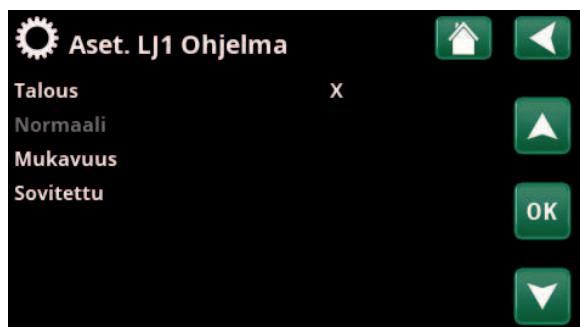 Aset. LJ1 Ohjelma
Talous X
Normaali
Mukavuus
Sovitettu
OK